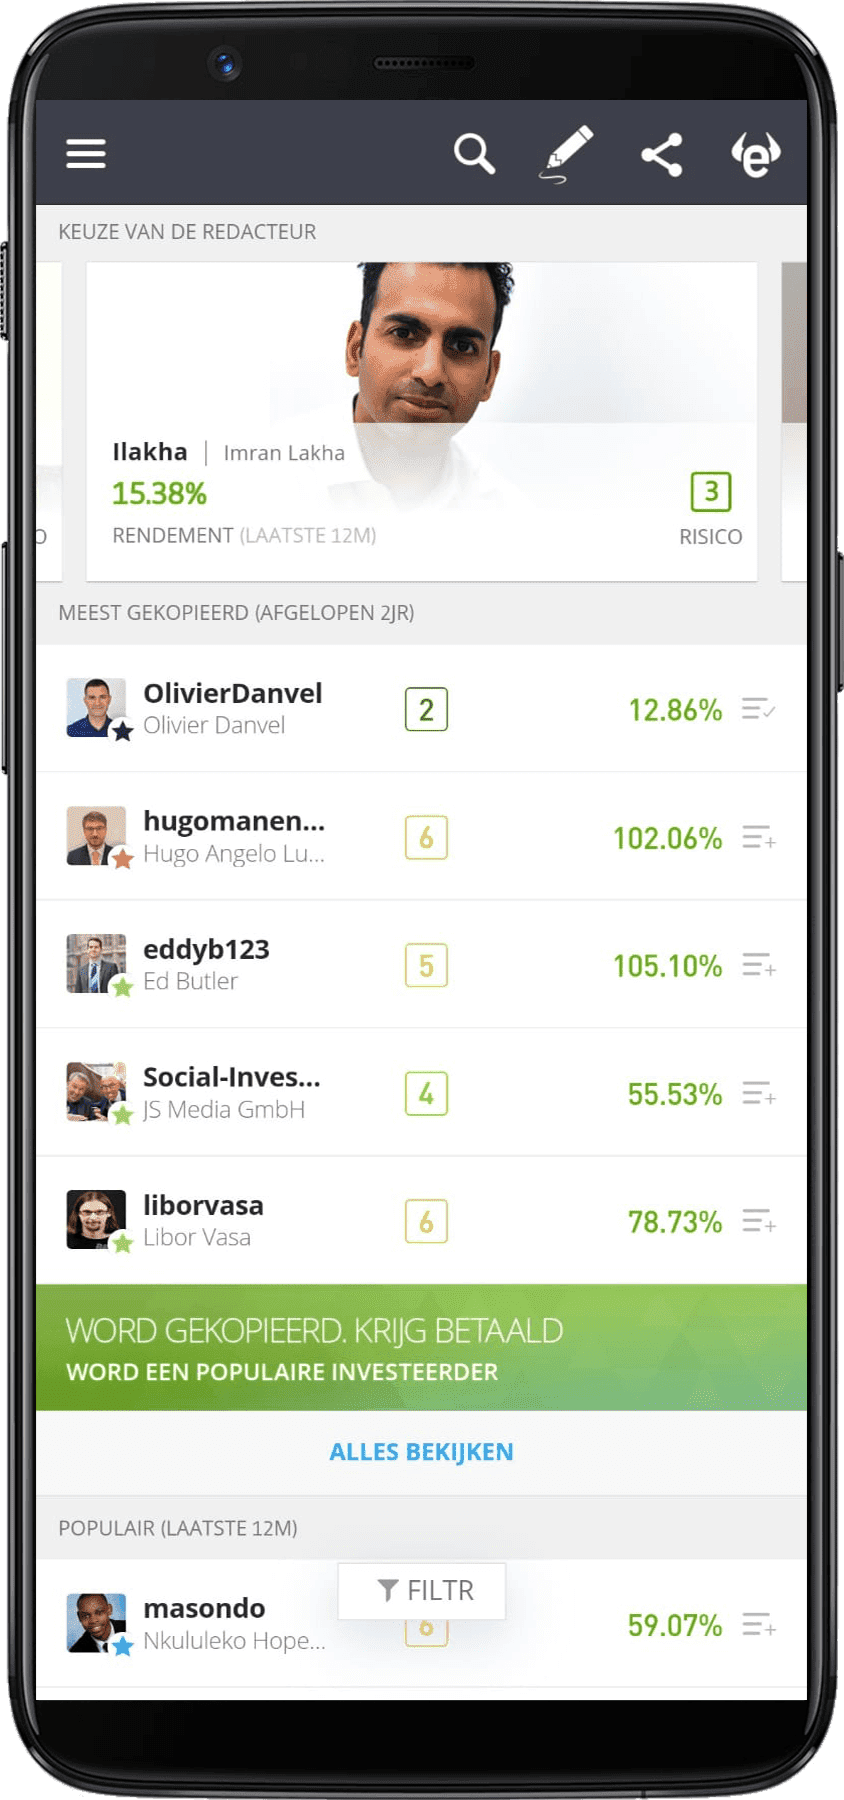 e
KEUZE VAN DE REDACTEUR
Ilakha | Imran Lakha
15.38%
3
RENDEMENT (LAATSTE 12M)
RISICO
O
MEEST GEKOPIEERD (AFGELOPEN 2JR)
OlivierDanvel
Olivier Danvel
2
12.86%
hugomanen...
Hugo Angelo Lu...
6
102.06%
eddyb123
Ed Butler
5
105.10%
Social-Inves...
JS Media GmbH
4
55.53%
liborvasa
Libor Vasa
6
78.73%
WORD GEKOPIEERD. KRIJG BETAALD
WORD EEN POPULAIRE INVESTEERDER
ALLES BEKIJKEN
POPULAIR (LAATSTE 12M)
FILTR
masondo
Nkululeko Hope...
6
59.07%